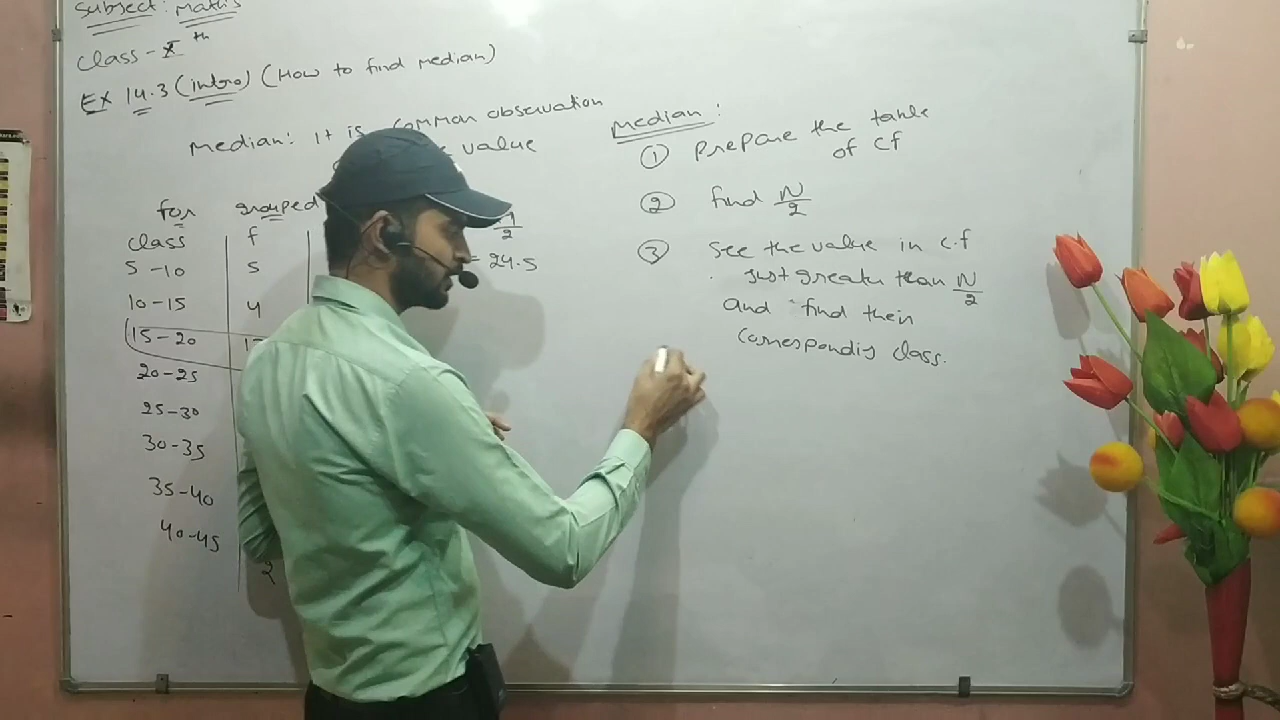 Subject: Maths
Class - Xth
EX 14.3 (intro) (How to find median)
Median: It is common observation
value
for grouped
class f
5-10 5
10-15 4
15-20
20-25
25-30
30-35
35-40
40-45
2
2
= 24.5
Median:
① Prepare the table
of cf
② find N/2
③ See the value in c.f
Just greater than N/2
and find their
Corresponding class.